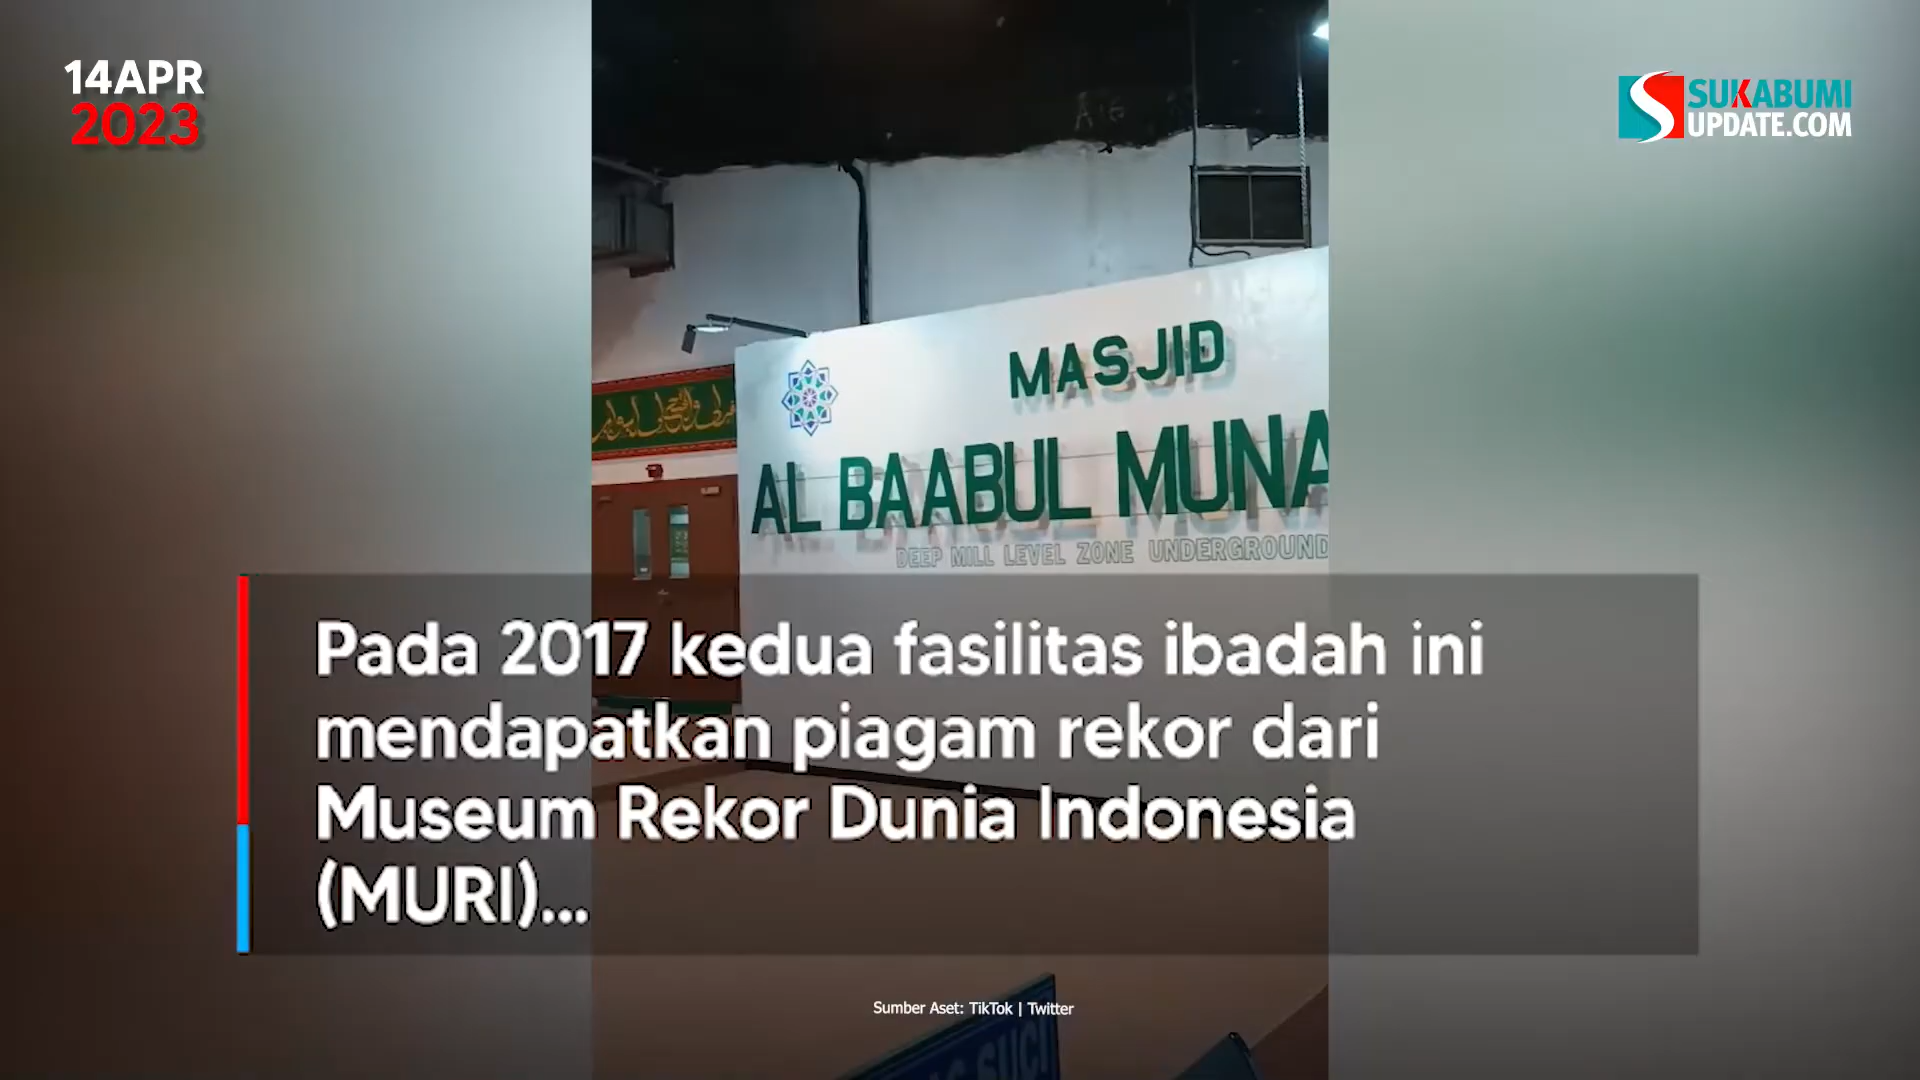 14APR
2023
SUKABUMI
UPDATE.COM
MASJID
AL BAABUL MUNA
DEEP MILL LEVEL ZONE UNDERGROUND
Pada 2017 kedua fasilitas ibadah ini
mendapatkan piagam rekor dari
Museum Rekor Dunia Indonesia
(MURI)...
Sumber Aset: TikTok | Twitter
SUCI